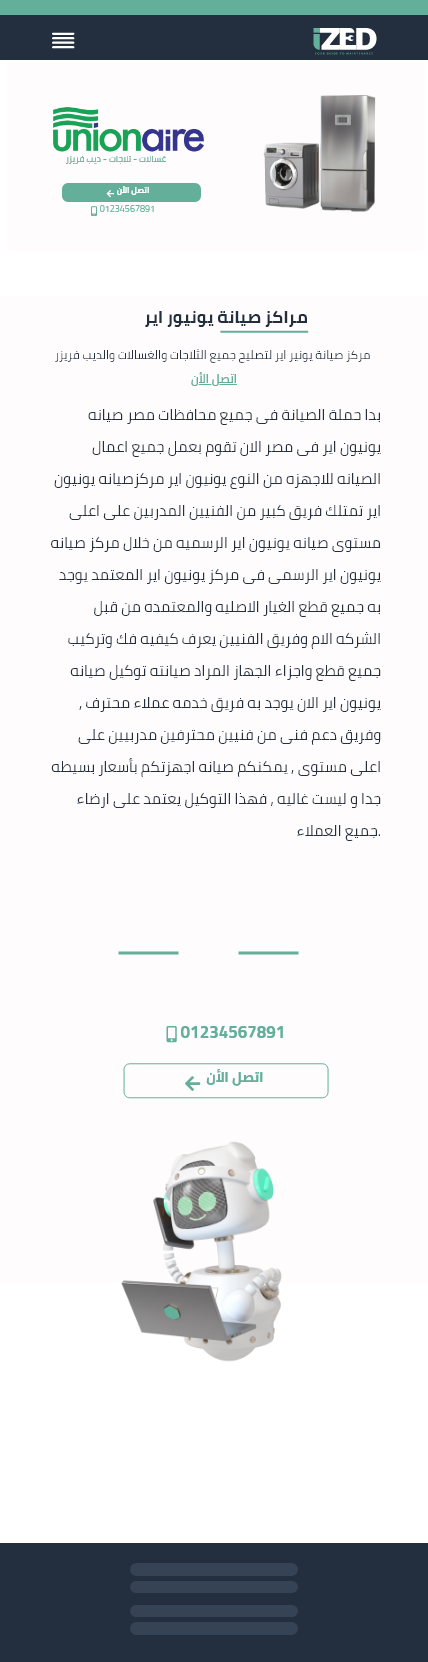 iZED
YOUR GUIDE TO MAINTENANCE
unionaire
غسالات - ثلاجات - ديب فريزر
اتصل الأن
01234567891
مراكز صيانة يونيور اير
مركز صيانة يونير اير لتصليح جميع الثلاجات والغسالات والديب فريزر
اتصل الأن
بدا حملة الصيانة فى جميع محافظات مصر صيانه
يونيون اير فى مصر الان تقوم بعمل جميع اعمال
الصيانه للاجهزه من النوع يونيون اير مركزصيانه يونيون
اير تمتلك فريق كبير من الفنيين المدربين على اعلى
مستوى صيانه يونيون اير الرسميه من خلال مركز صيانه
يونيون اير الرسمى فى مركز يونيون اير المعتمد يوجد
به جميع قطع الغيار الاصليه والمعتمده من قبل
الشركه الام وفريق الفنيين يعرف كيفيه فك وتركيب
جميع قطع واجزاء الجهاز المراد صيانته توكيل صيانه
يونيون اير الان يوجد به فريق خدمه عملاء محترف ,
وفريق دعم فنى من فنيين محترفين مدربيين على
اعلى مستوى , يمكنكم صيانه اجهزتكم بأسعار بسيطه
جدا و ليست غاليه , فهذا التوكيل يعتمد على ارضاء
جميع العملاء.
01234567891
اتصل الأن